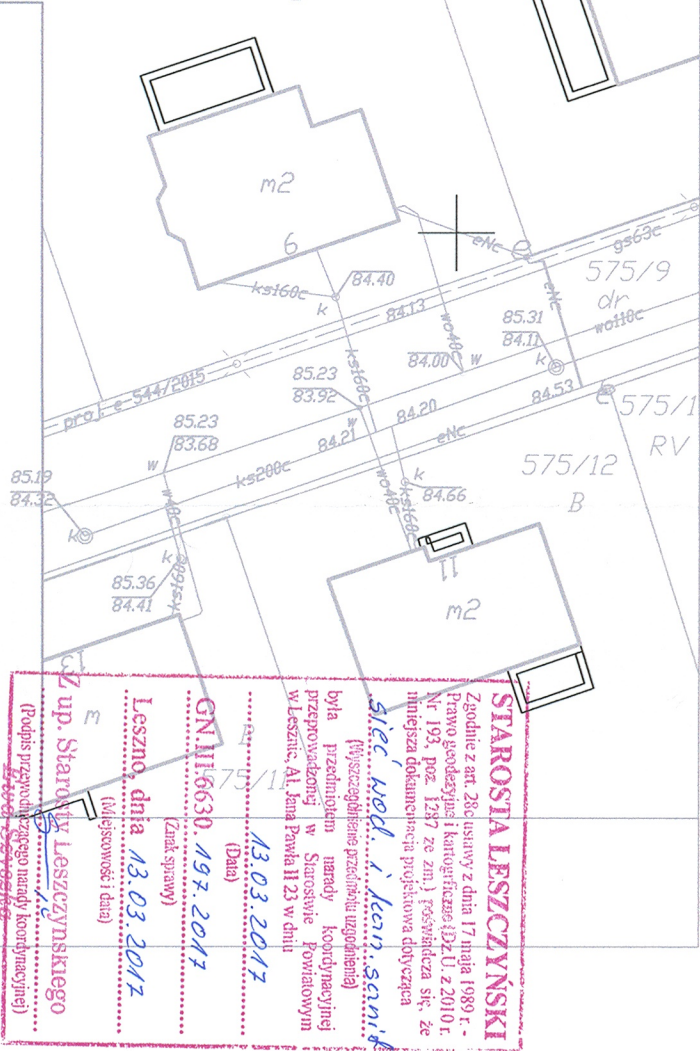 m2
6
ks160c
84.40
k
84.13
eNc
e
gs63c
575/9
dr
wo110c
eNc
85.31
84.11
k
wo40c
84.00
w
ks160c
85.23
83.92
w
84.20
84.53
e
575/1
RV
proj. e-544/2015
85.23
83.68
w
84.21
eNc
ks200c
575/12
B
85.19
84.32
k
w40c
wo40c
k
ks160c
84.66
k
ks160c
85.36
84.41
11
m2
13
m
B
575/11
STAROSTA LESZCZYŃSKI
Zgodnie z art. 28c ustawy z dnia 17 maja 1989 r. -
Prawo geodezyjne i kartograficzne (Dz.U. z 2010 r.
Nr 193, poz. 1287 ze zm.) poświadcza się, że
niniejsza dokumentacja projektowa dotycząca
sieć wod. i kan. sanit
(Wyszczególnienie przedmiotu uzgodnienia)
była przedmiotem narady koordynacyjnej
przeprowadzonej w Starostwie Powiatowym
w Lesznie, Al. Jana Pawła II 23 w dniu
13.03.2017
(Data)
GN.III.6630. 197.2017
(Znak sprawy)
Leszno, dnia 13.03.2017
(Miejscowość i data)
Z up. Starosty Leszczyńskiego
(Podpis przewodniczącego narady koordynacyjnej)